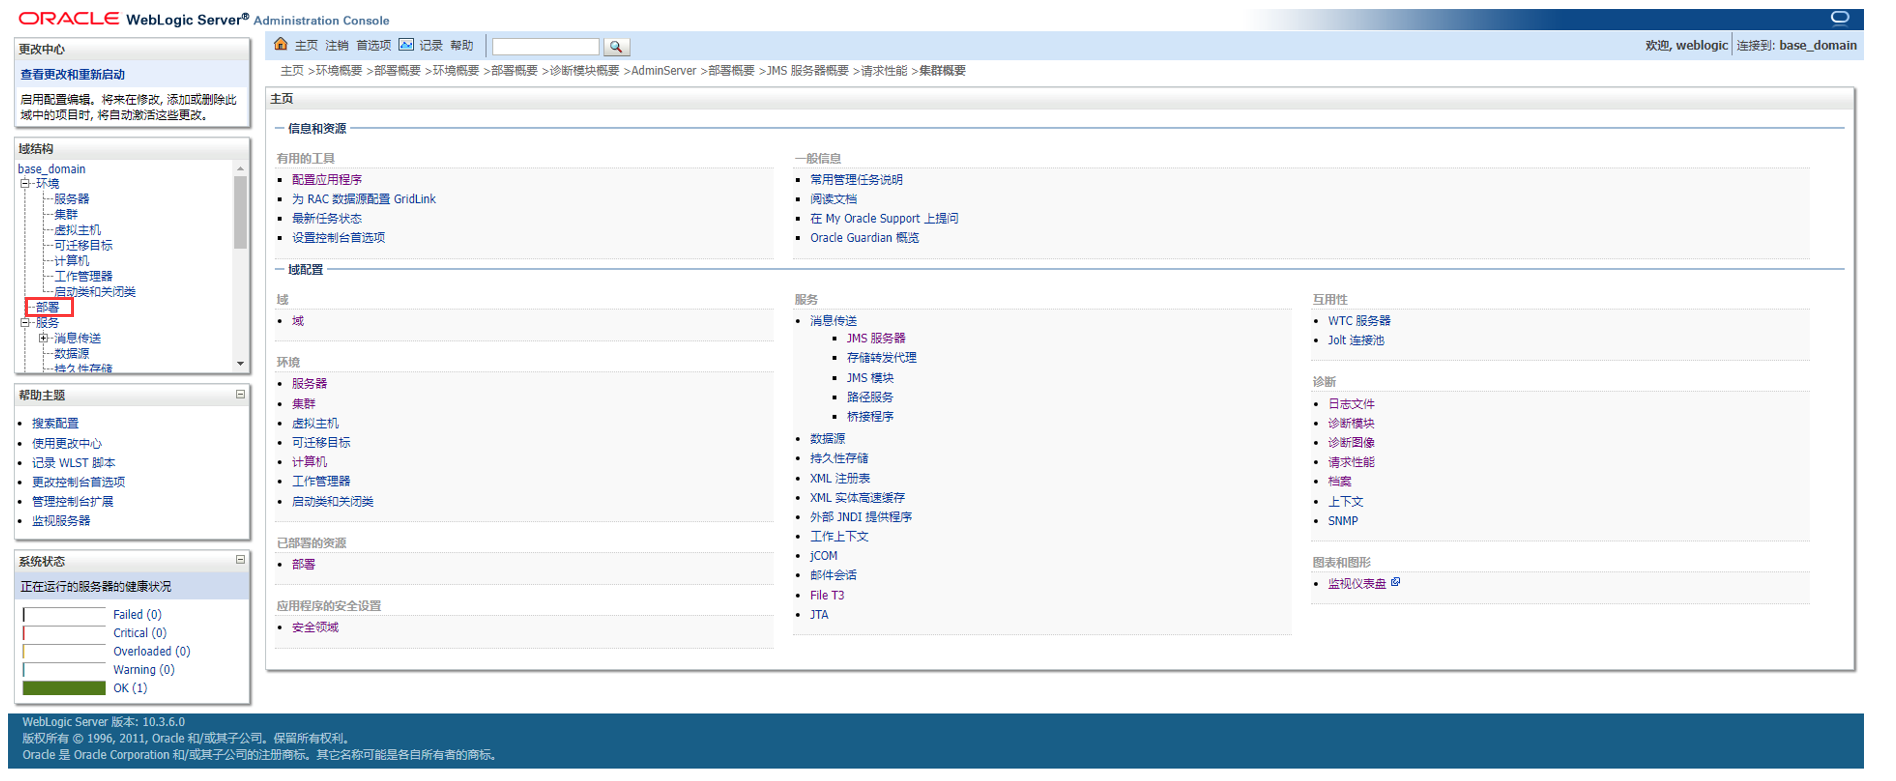 ORACLE WebLogic Server® Administration Console
更改中心
查看更改和重新启动
启用配置编辑。将来在修改, 添加或删除此
域中的项目时, 将自动激活这些更改。
域结构
base_domain
环境
服务器
集群
虚拟主机
可迁移目标
计算机
工作管理器
启动类和关闭类
部署
服务
消息传送
数据源
持久性存储
帮助主题
搜索配置
使用更改中心
记录 WLST 脚本
更改控制台首选项
管理控制台扩展
监视服务器
系统状态
正在运行的服务器的健康状况
Failed (0)
Critical (0)
Overloaded (0)
Warning (0)
OK (1)
主页 注销 首选项 记录 帮助
欢迎, weblogic 连接到: base_domain
主页 >环境概要 >部署概要 >环境概要 >部署概要 >诊断模块概要 >AdminServer >部署概要 >JMS 服务器概要 >请求性能 >集群概要
主页
信息和资源
有用的工具
配置应用程序
为 RAC 数据源配置 GridLink
最新任务状态
设置控制台首选项
一般信息
常用管理任务说明
阅读文档
在 My Oracle Support 上提问
Oracle Guardian 概览
域配置
域
域
环境
服务器
集群
虚拟主机
可迁移目标
计算机
工作管理器
启动类和关闭类
已部署的资源
部署
应用程序的安全设置
安全领域
服务
消息传送
JMS 服务器
存储转发代理
JMS 模块
路径服务
桥接程序
数据源
持久性存储
XML 注册表
XML 实体高速缓存
外部 JNDI 提供程序
工作上下文
jCOM
邮件会话
File T3
JTA
互用性
WTC 服务器
Jolt 连接池
诊断
日志文件
诊断模块
诊断图像
请求性能
档案
上下文
SNMP
图表和图形
监视仪表盘
WebLogic Server 版本: 10.3.6.0
版权所有 © 1996, 2011, Oracle 和/或其子公司。保留所有权利。
Oracle 是 Oracle Corporation 和/或其子公司的注册商标。其它名称可能是各自所有者的商标。